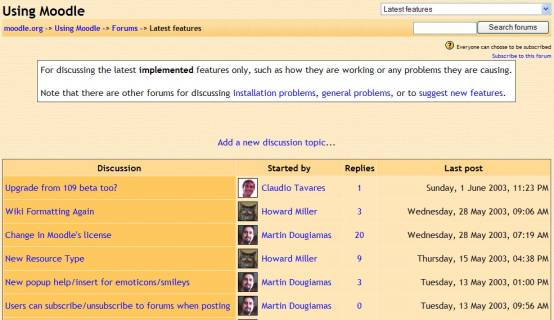 Using Moodle
Latest features
moodle.org -> Using Moodle -> Forums -> Latest features
Search forums
? Everyone can choose to be subscribed
Subscribe to this forum
For discussing the latest implemented features only, such as how they are working or any problems they are causing.
Note that there are other forums for discussing installation problems, general problems, or to suggest new features.
Add a new discussion topic...
Discussion Started by Replies Last post
Upgrade from 109 beta too? Claudio Tavares 1 Sunday, 1 June 2003, 11:23 PM
Wiki Formatting Again Howard Miller 3 Wednesday, 28 May 2003, 09:06 AM
Change in Moodle's license Martin Dougiamas 20 Wednesday, 28 May 2003, 07:19 AM
New Resource Type Howard Miller 9 Thursday, 15 May 2003, 04:38 PM
New popup help/insert for emoticons/smileys Martin Dougiamas 3 Tuesday, 13 May 2003, 01:00 PM
Users can subscribe/unsubscribe to forums when posting Martin Dougiamas 0 Tuesday, 13 May 2003, 09:56 AM